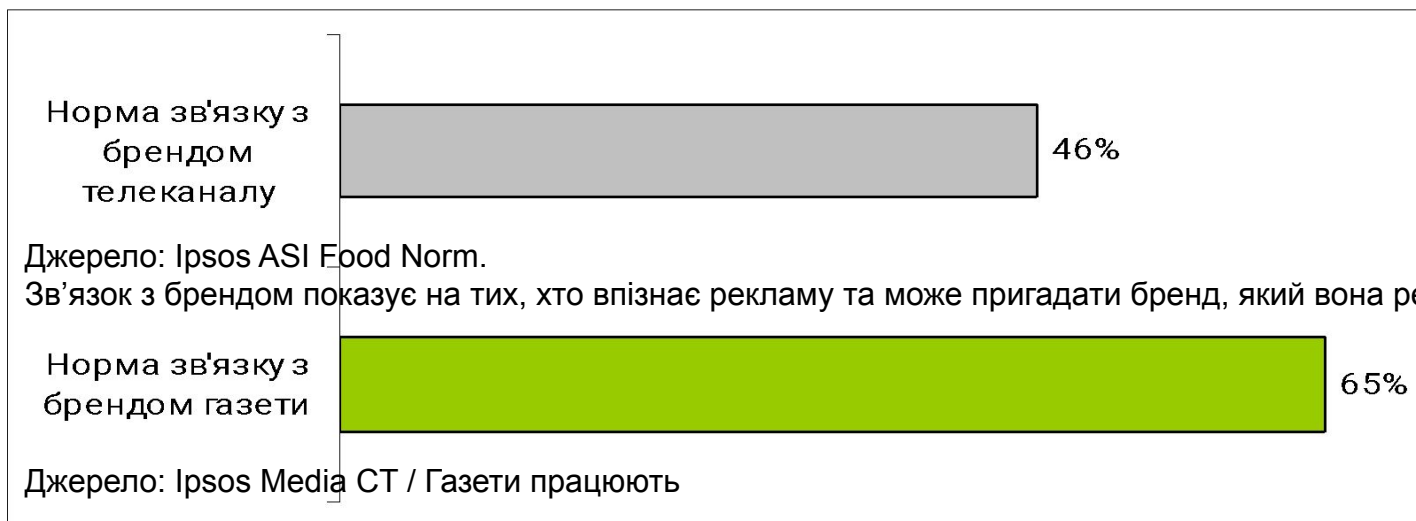 Норма зв'язку з
брендом
телеканалу
46%
Джерело: Ipsos ASI Food Norm.
Зв’язок з брендом показує на тих, хто впізнає рекламу та може пригадати бренд, який вона
Норма зв'язку з
брендом газети
65%
Джерело: Ipsos Media CT / Газети працюють